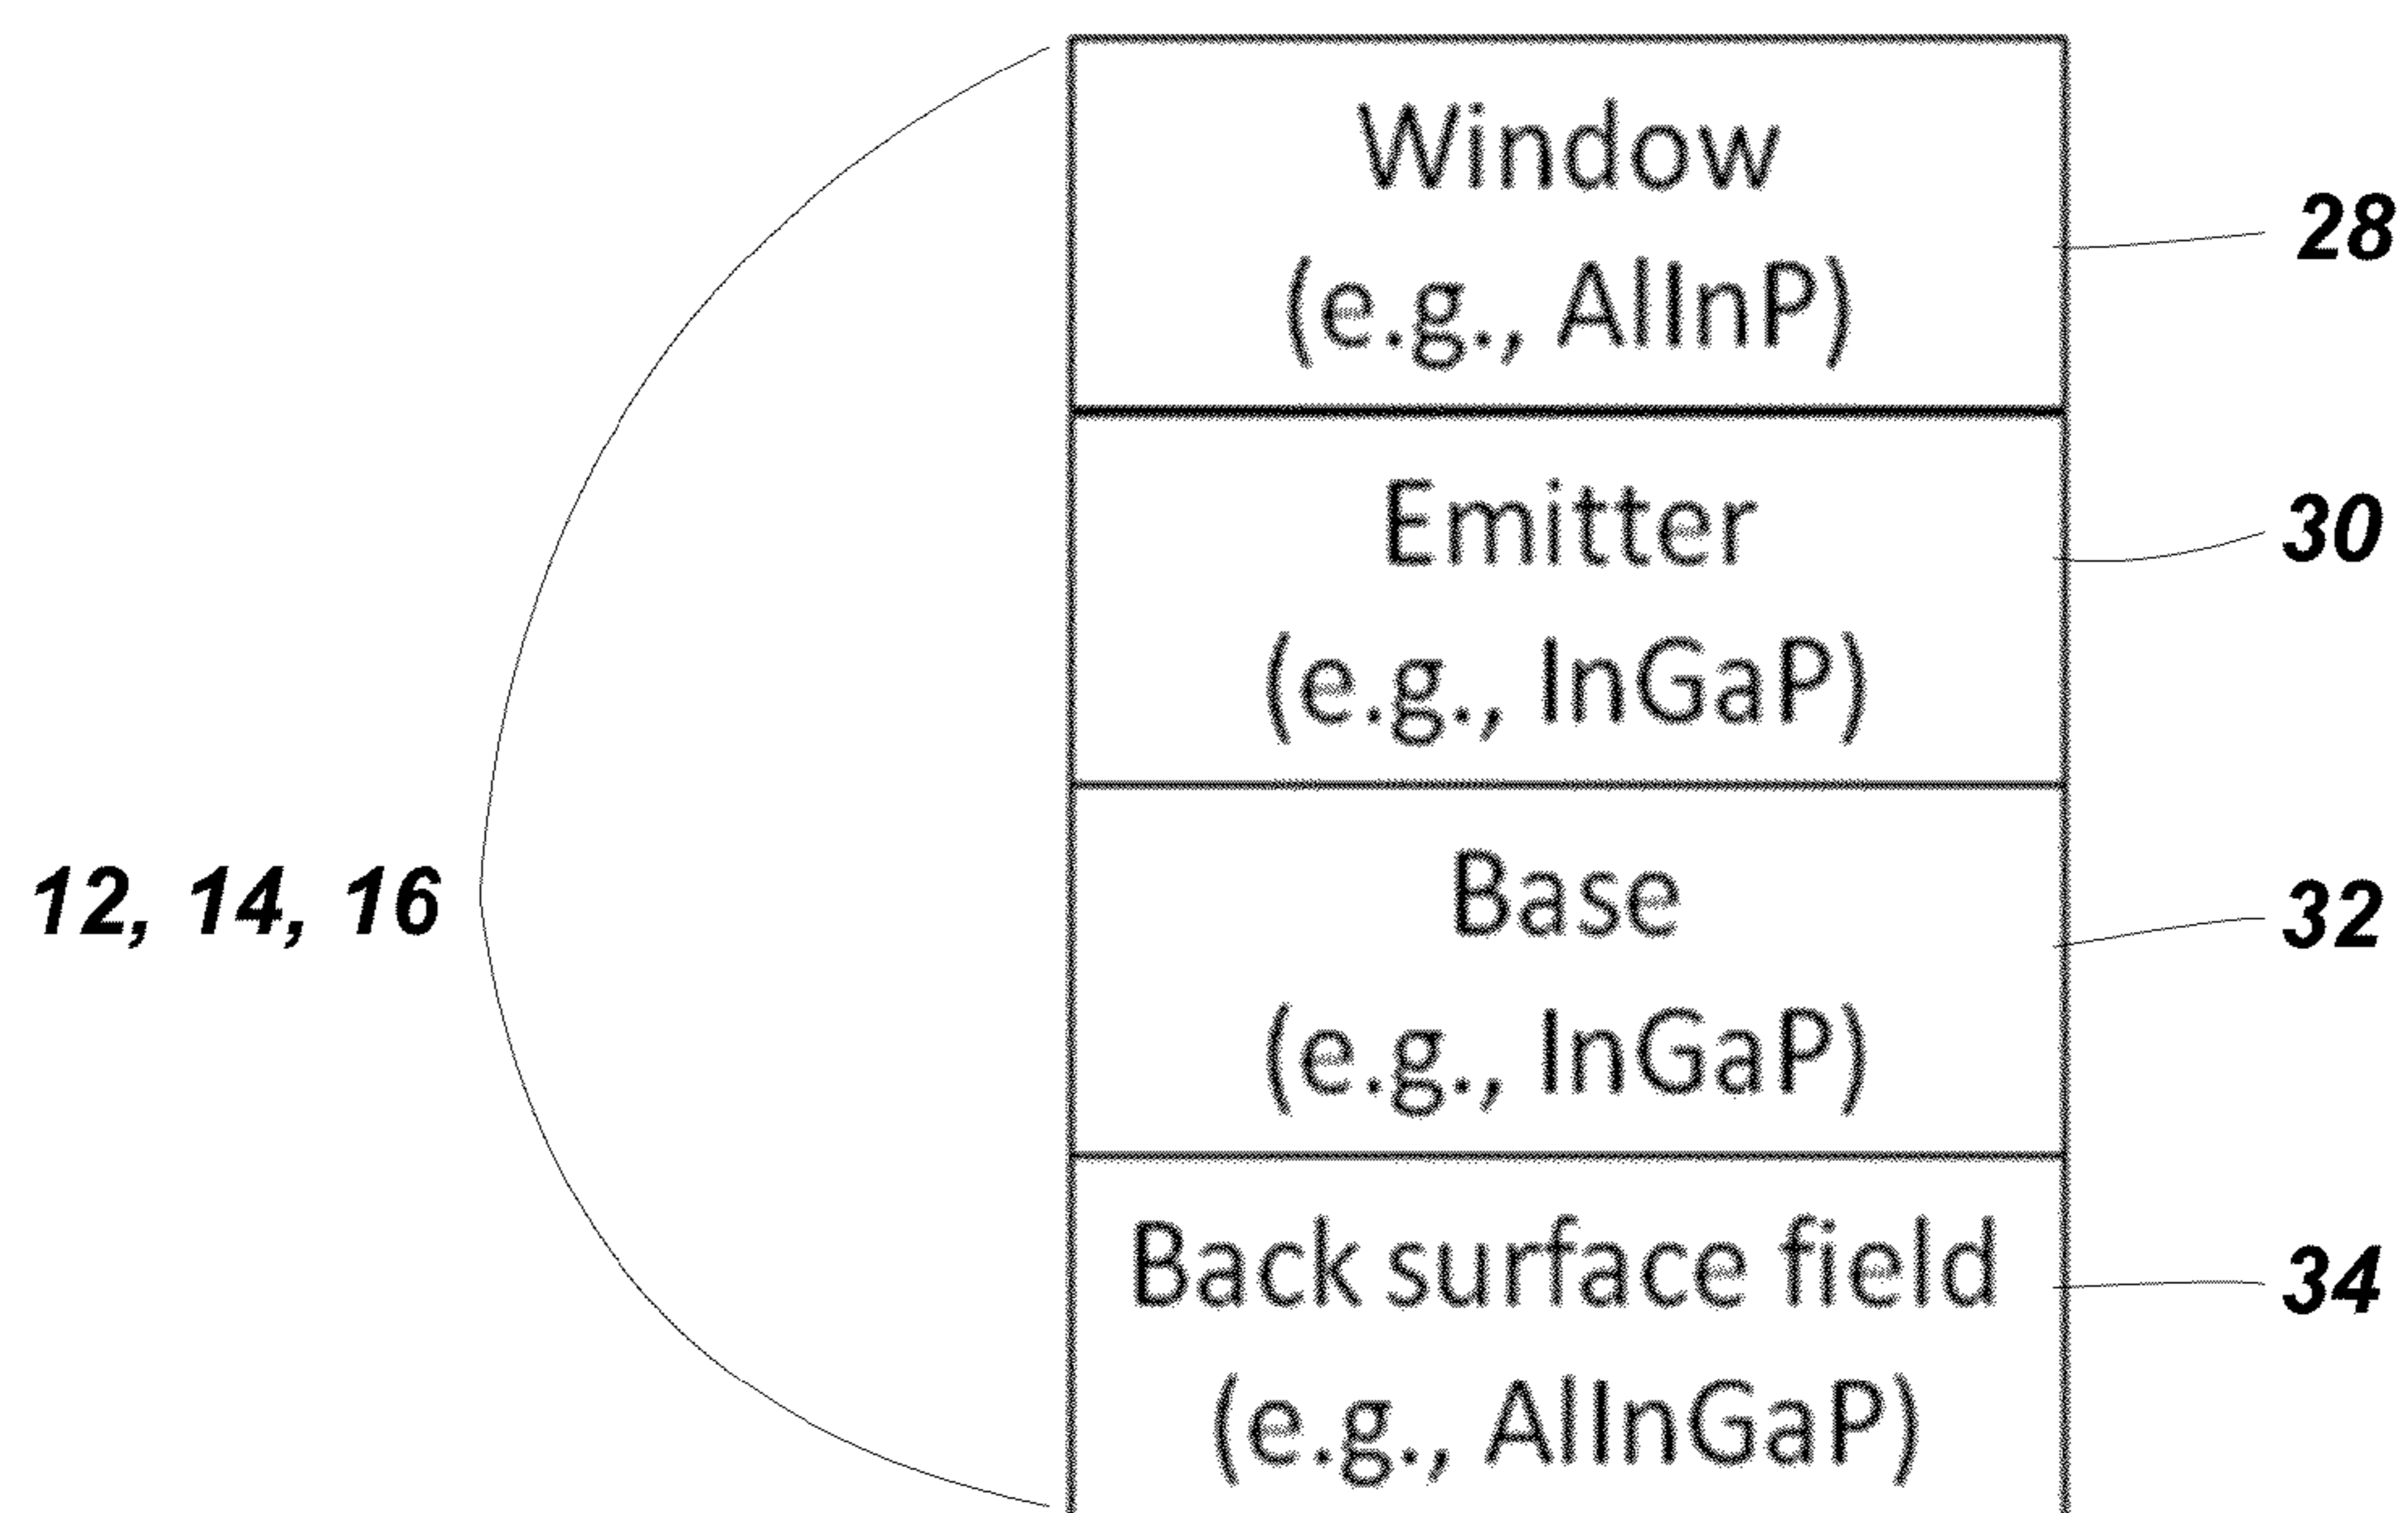 Window
(e.g., AlInP)
28
Emitter
(e.g., InGaP)
30
12, 14, 16
Base
(e.g., InGaP)
32
Back surface field
(e.g., AlInGaP)
34